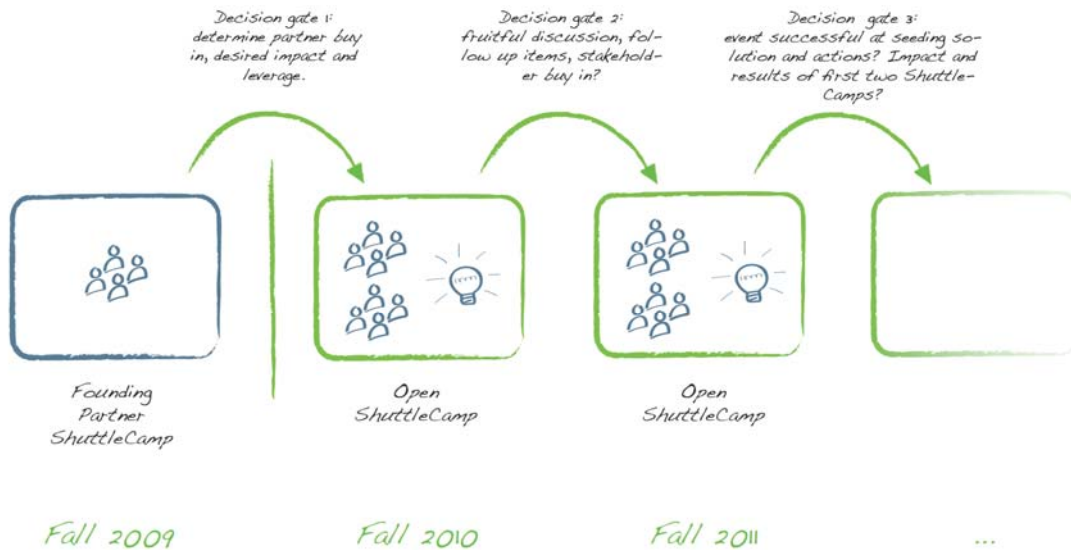 Decision gate 1:
determine partner buy
in, desired impact and
leverage.
Decision gate 2:
fruitful discussion, fol-
low up items, stakehold-
er buy in?
Decision gate 3:
event successful at seeding so-
lution and actions? Impact and
results of first two Shuttle-
Camps?
Founding
Partner
ShuttleCamp
Open
ShuttleCamp
Open
ShuttleCamp
Fall 2009
Fall 2010
Fall 2011
...